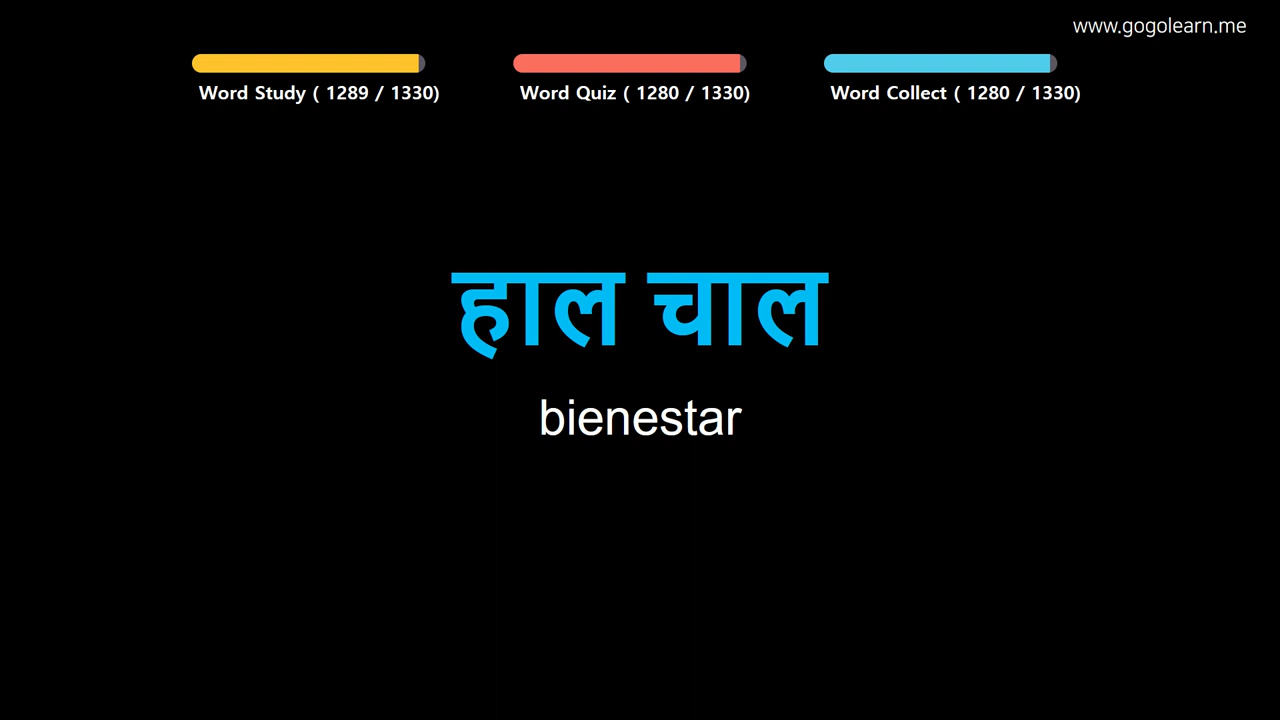 www.gogolearn.me
Word Study ( 1289 / 1330)
Word Quiz ( 1280 / 1330)
Word Collect ( 1280 / 1330)
हाल चाल
bienestar